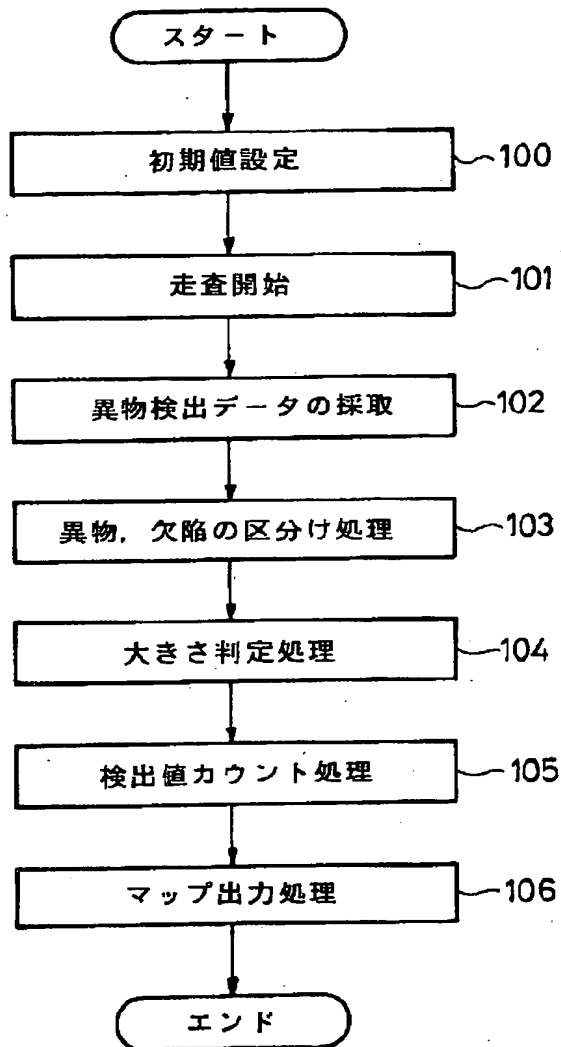 スタート
初期値設定 100
走査開始 101
異物検出データの採取 102
異物，欠陥の区分け処理 103
大きさ判定処理 104
検出値カウント処理 105
マップ出力処理 106
エンド